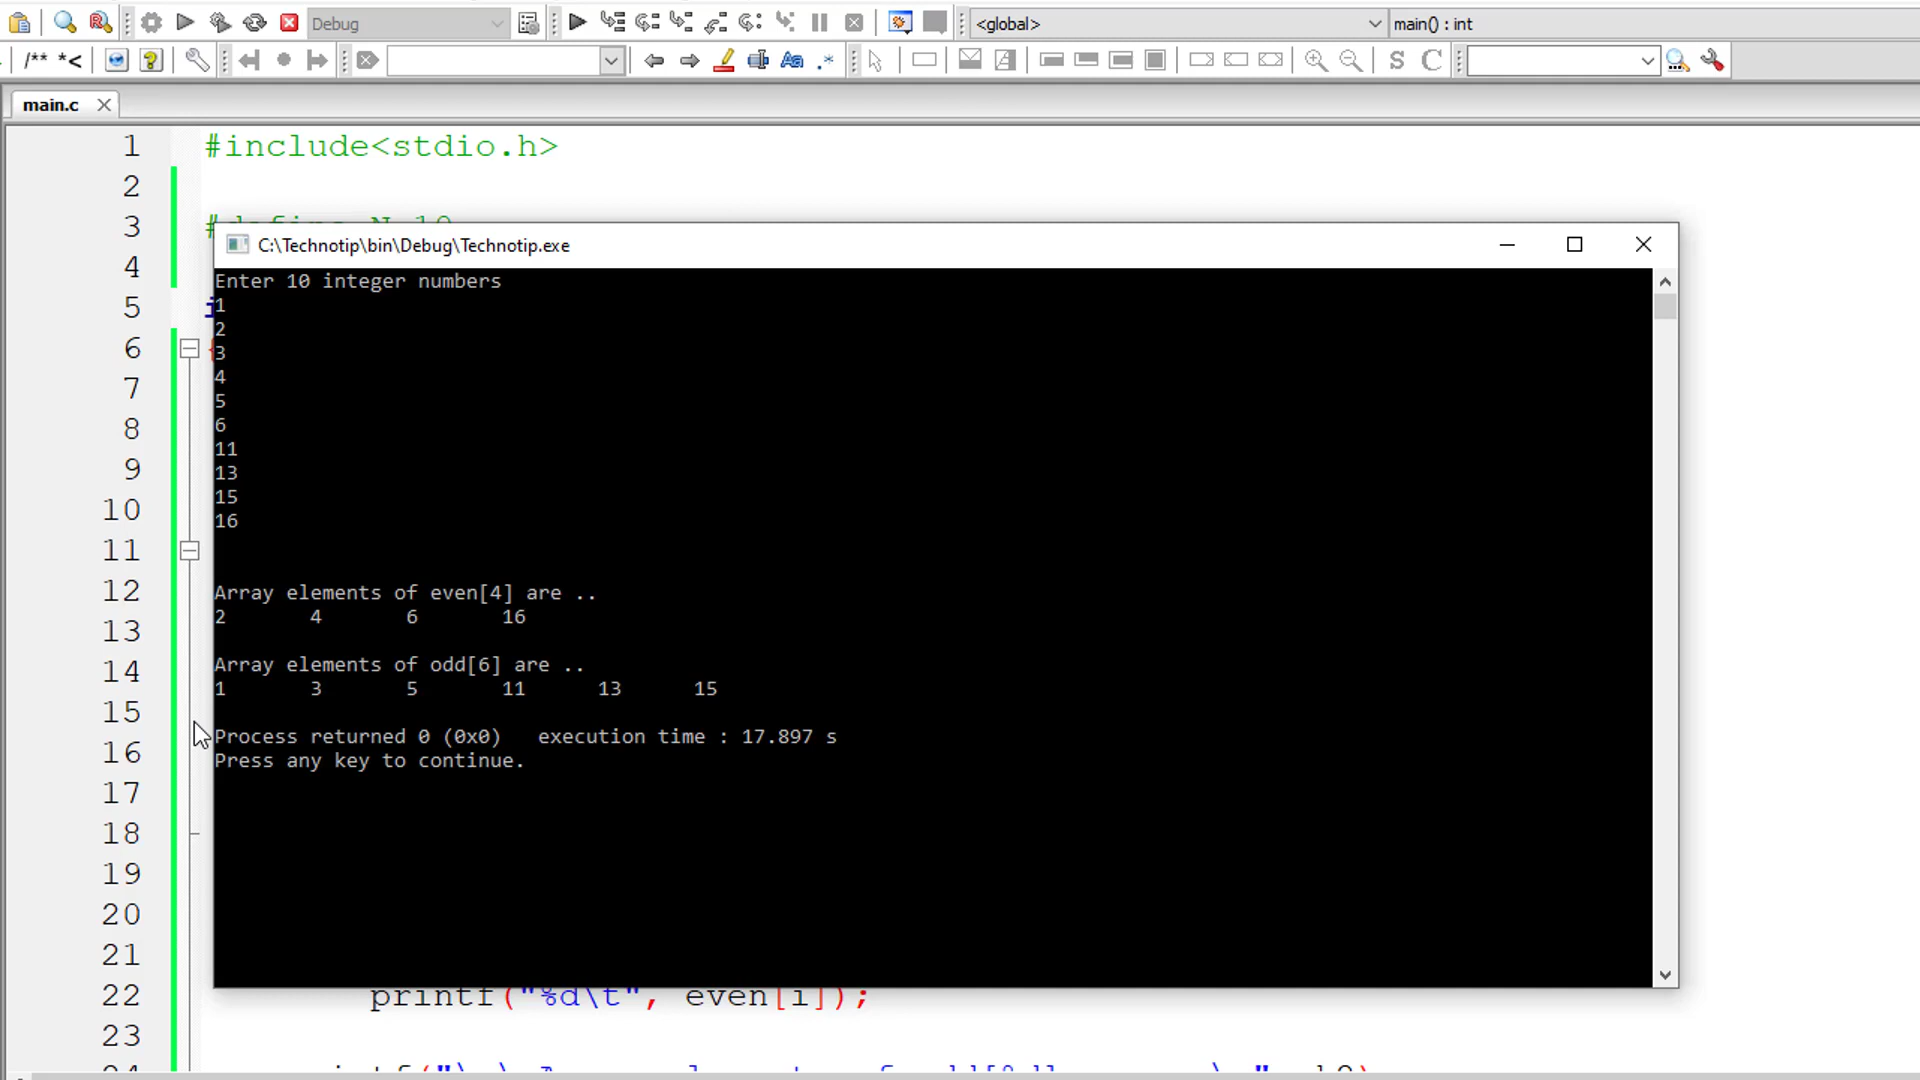 Debug
<global>
main() : int
/** *<
Aa
.*
S
C
main.c
1
#include<stdio.h>
2
3
#define N 10
4
5
6
7
8
9
10
11
12
13
14
15
16
17
18
19
20
21
22
printf("%d\t", even[i]);
23
24
C:\Technotip\bin\Debug\Technotip.exe
Enter 10 integer numbers
1
2
3
4
5
6
11
13
15
16
Array elements of even[4] are ..
2 4 6 16
Array elements of odd[6] are ..
1 3 5 11 13 15
Process returned 0 (0x0) execution time : 17.897 s
Press any key to continue.